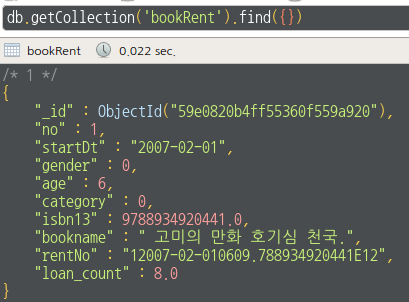 db.getCollection('bookRent').find({})
bookRent 0.022 sec.
/* 1 */
{
"_id" : ObjectId("59e0820b4ff55360f559a920"),
"no" : 1,
"startDt" : "2007-02-01",
"gender" : 0,
"age" : 6,
"category" : 0,
"isbn13" : 9788934920441.0,
"bookname" : " 고미의 만화 호기심 천국.",
"rentNo" : "12007-02-010609.788934920441E12",
"loan_count" : 8.0
}